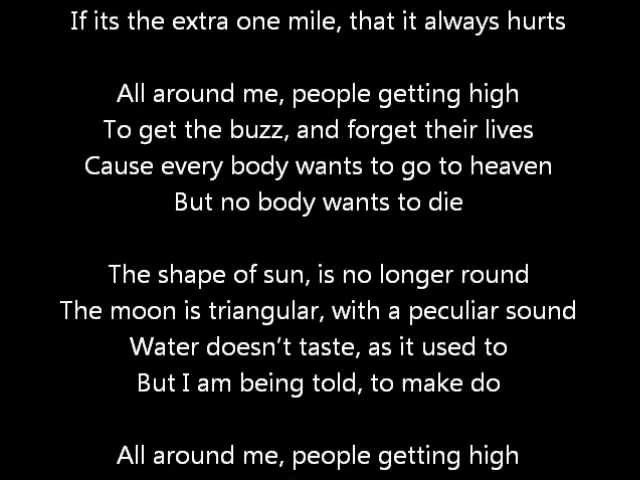 If its the extra one mile, that it always hurts
All around me, people getting high
To get the buzz, and forget their lives
Cause every body wants to go to heaven
But no body wants to die
The shape of sun, is no longer round
The moon is triangular, with a peculiar sound
Water doesn't taste, as it used to
But I am being told, to make do
All around me, people getting high